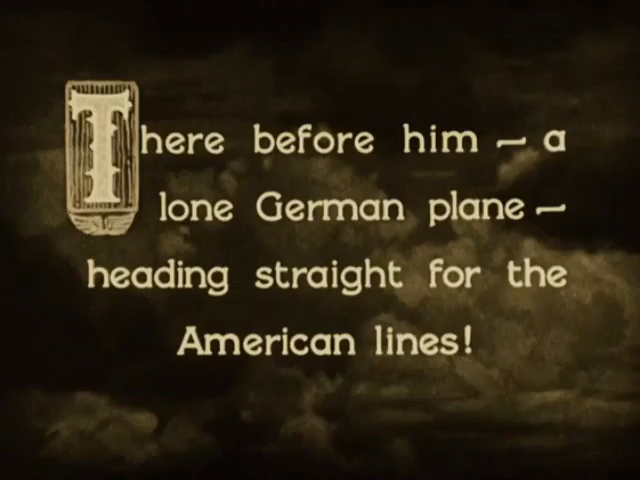 There before him — a
lone German plane —
heading straight for the
American lines!